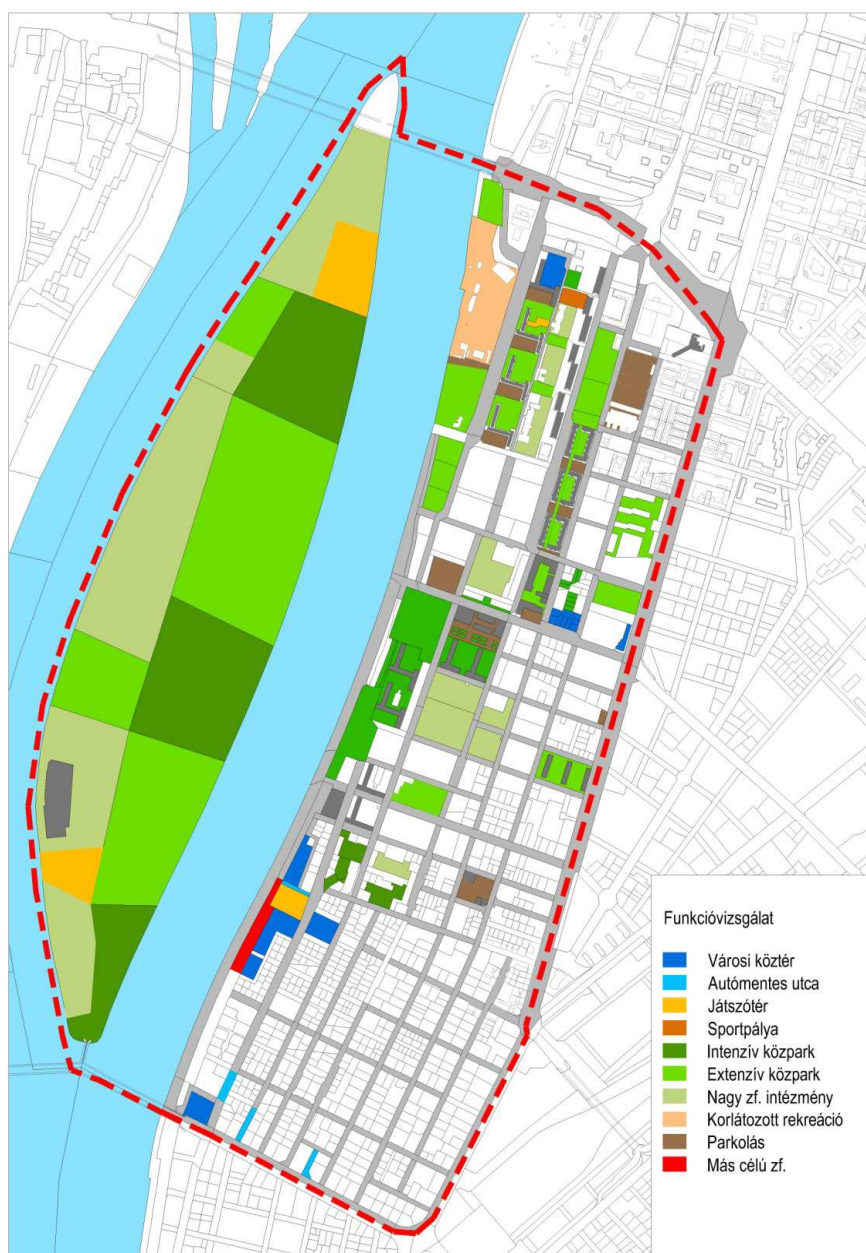 Funkcióvizsgálat
Városi köztér
Autómentes utca
Játszótér
Sportpálya
Intenzív közpark
Extenzív közpark
Nagy zf. intézmény
Korlátozott rekreáció
Parkolás
Más célú zf.